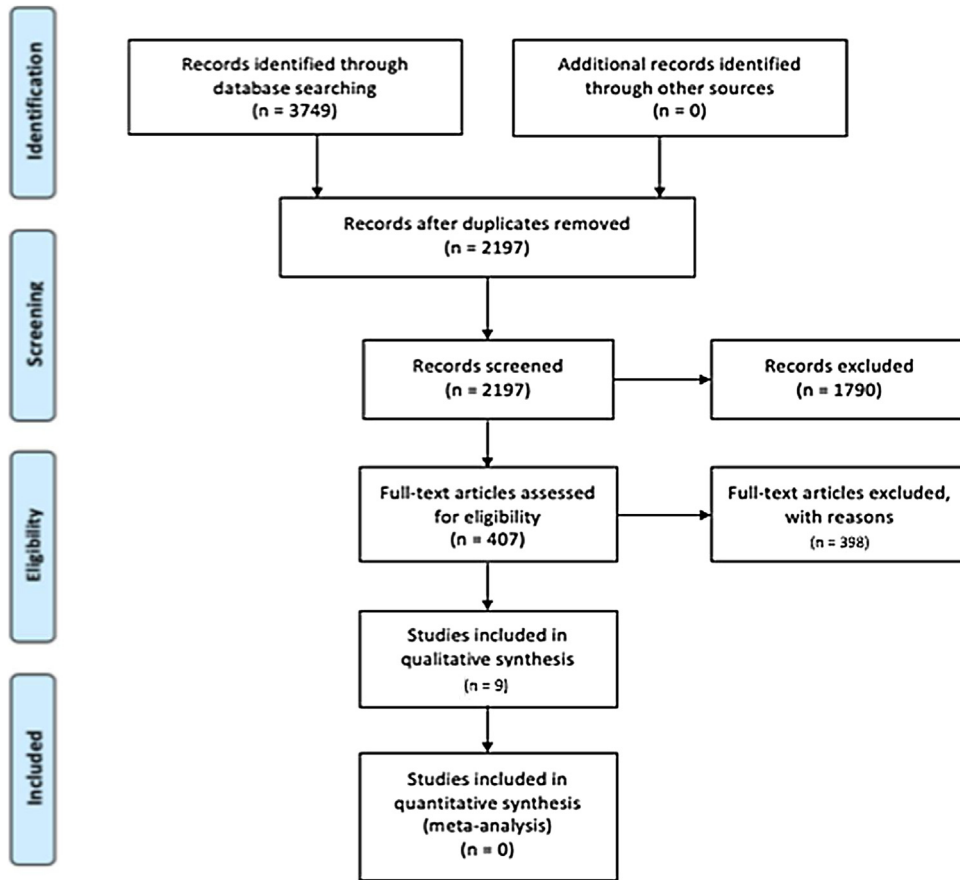 Identification
Records identified through
database searching
(n = 3749)
Additional records identified
through other sources
(n = 0)
Records after duplicates removed
(n = 2197)
Screening
Records screened
(n = 2197)
Records excluded
(n = 1790)
Eligibility
Full-text articles assessed
for eligibility
(n = 407)
Full-text articles excluded,
with reasons
(n = 398)
Studies included in
qualitative synthesis
(n = 9)
Included
Studies included in
quantitative synthesis
(meta-analysis)
(n = 0)